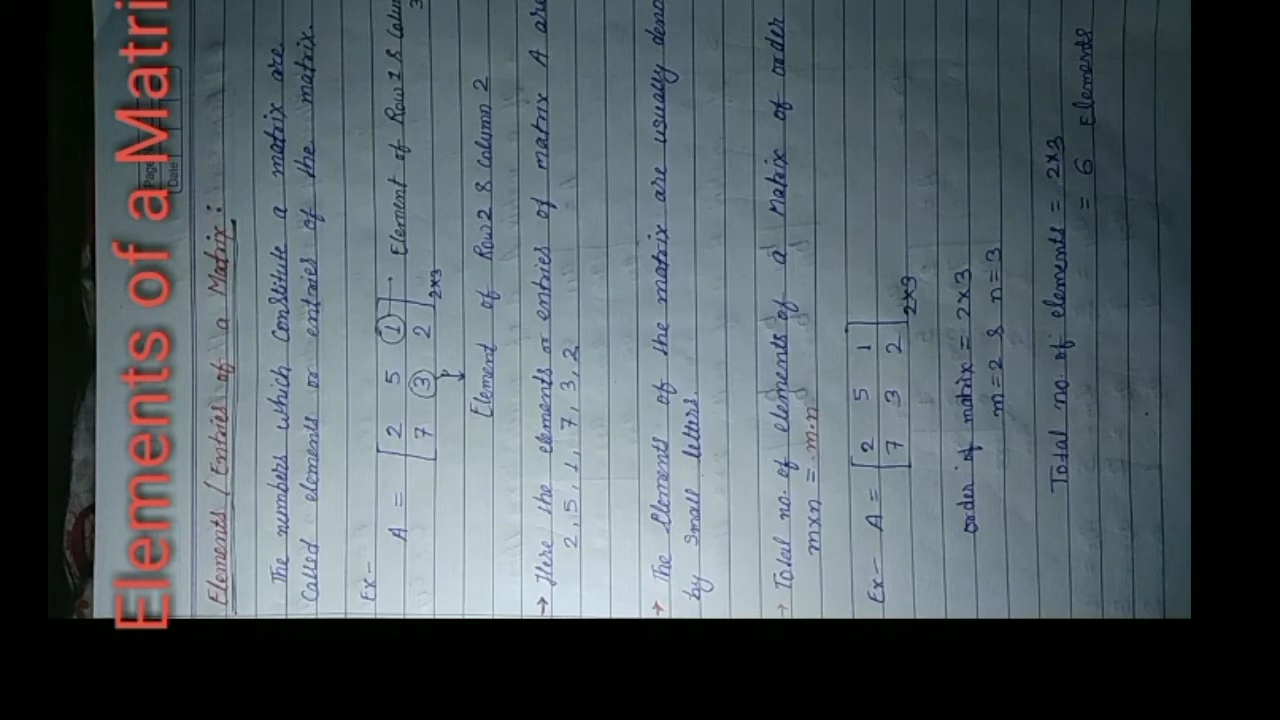 Elements of a Matri
Page
Date
Elements / Entries of a Matrix:
The numbers which constitute a matrix are
called elements or entries of the matrix.
Ex-
A = [ 2 5 1 ] → Element of Row 1 & Colu
3
[ 7 3 2 ] 2×3
Element of Row 2 & Column 2
→ Here the elements or entries of matrix A are
2, 5, 1, 7, 3, 2
→ The Elements of the matrix are usually deno
by small letters.
→ Total no. of elements of a matrix of order
m×n = m·n
Ex- A = [ 2 5 1 ]
[ 7 3 2 ] 2×3
order of matrix = 2×3
m=2 & n=3
Total no. of elements = 2×3
= 6 Elements